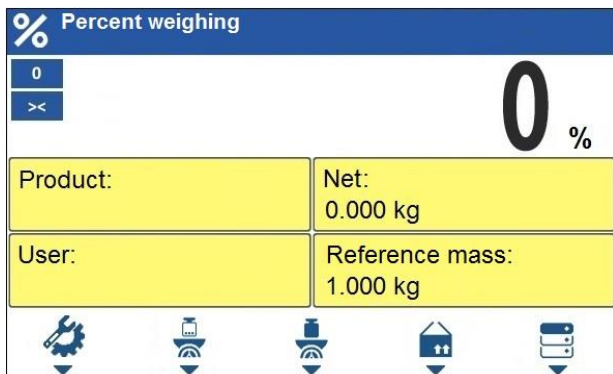 % Percent weighing
0
><
0 %
Product:
Net:
0.000 kg
User:
Reference mass:
1.000 kg